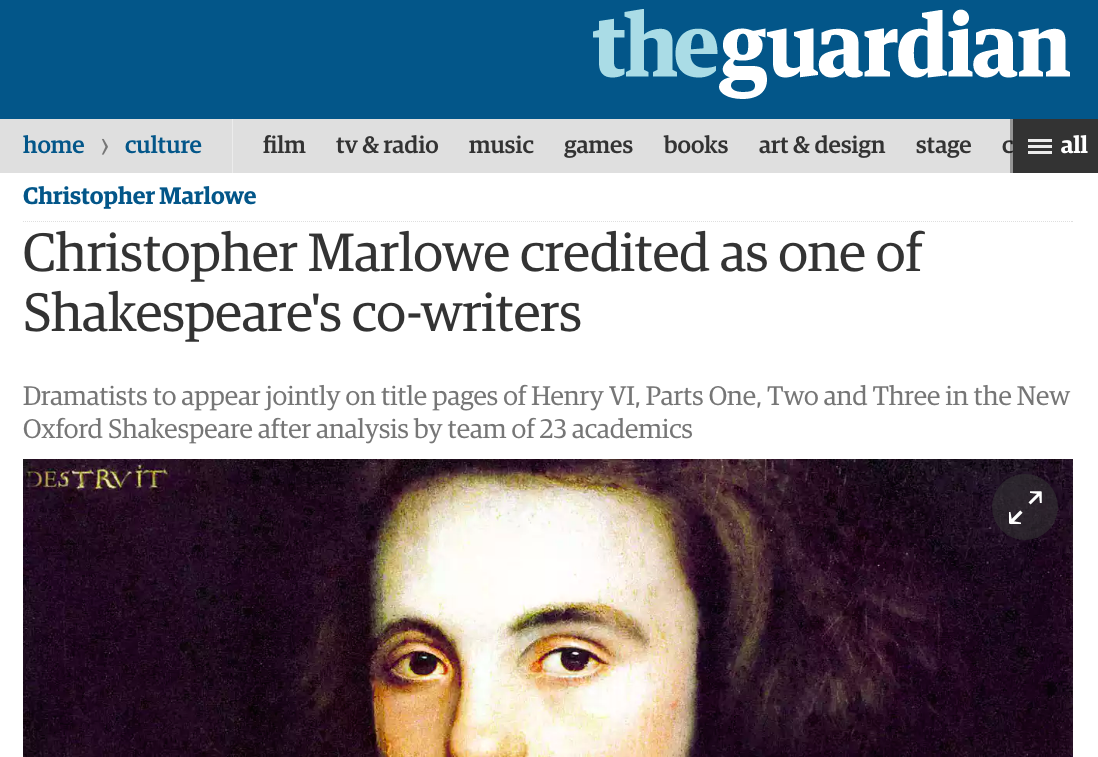 theguardian
home › culture film tv & radio music games books art & design stage c all
Christopher Marlowe
Christopher Marlowe credited as one of
Shakespeare's co-writers
Dramatists to appear jointly on title pages of Henry VI, Parts One, Two and Three in the New
Oxford Shakespeare after analysis by team of 23 academics
DESTRVIT